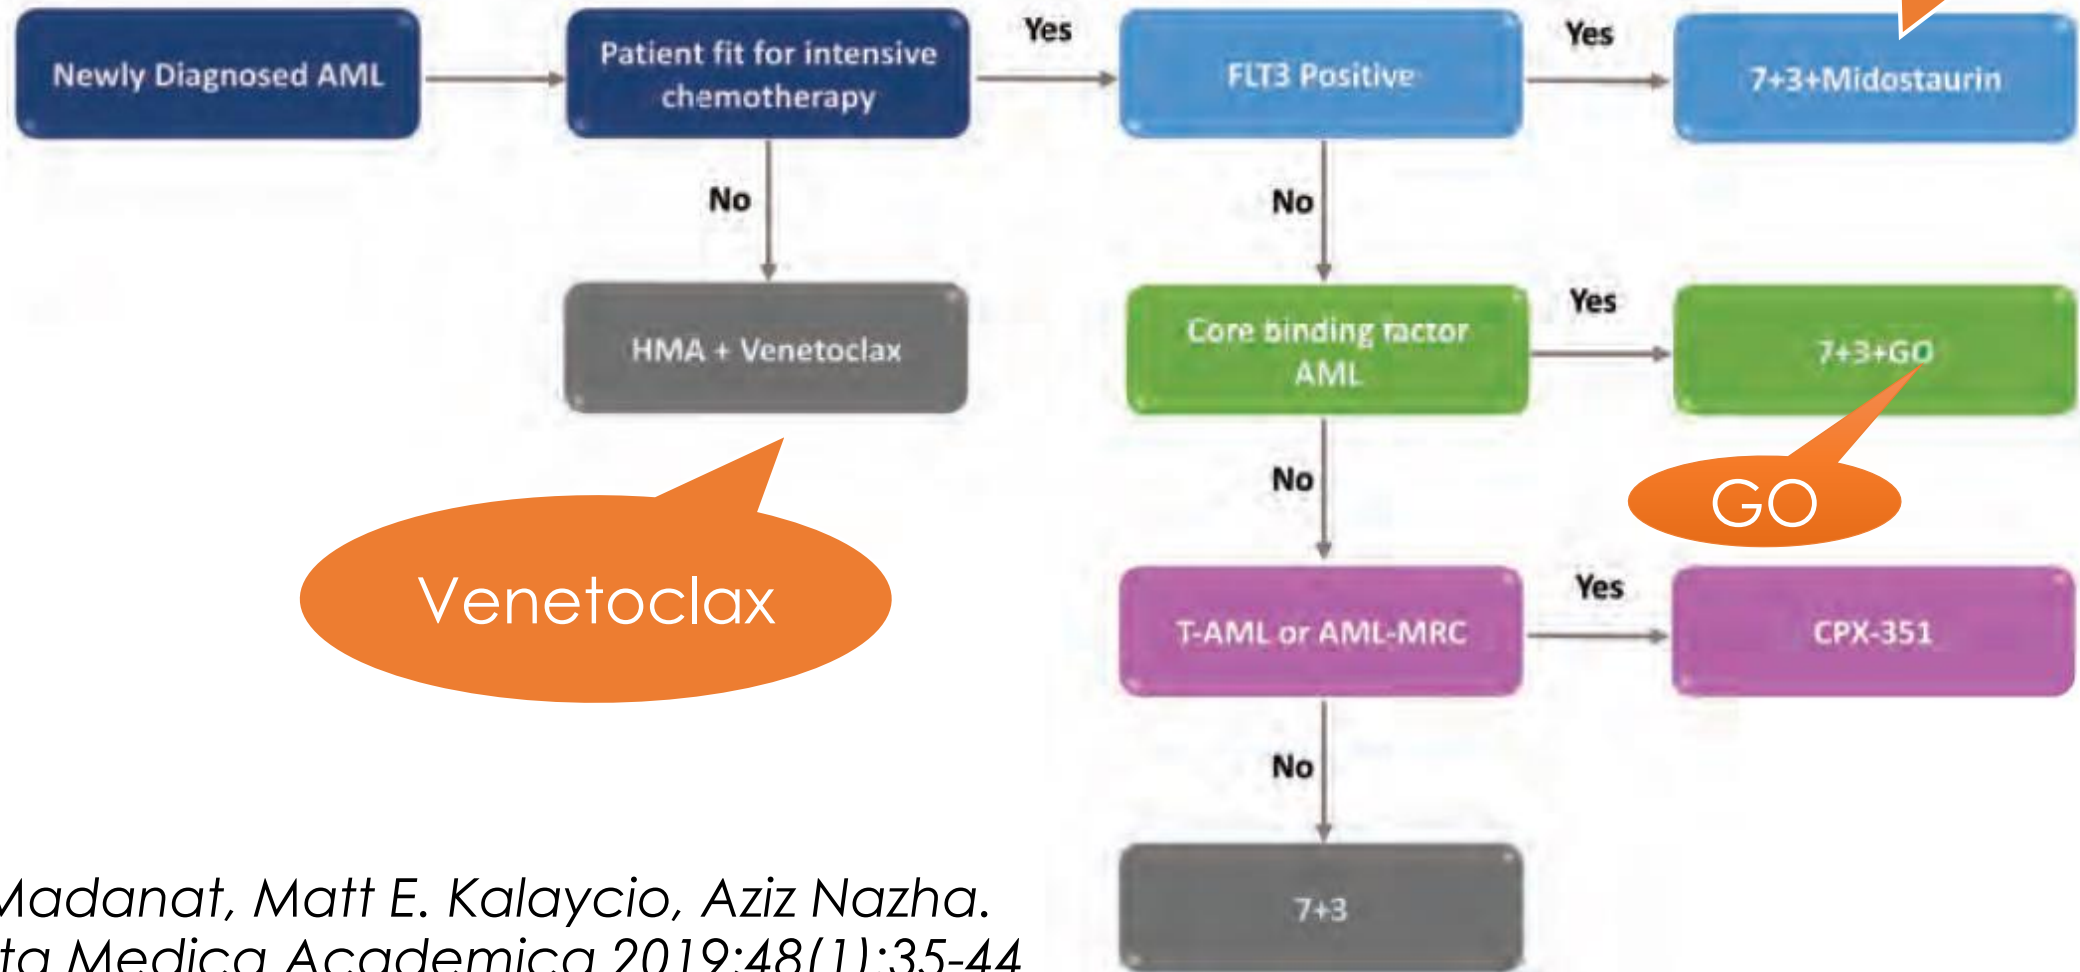 Newly Diagnosed AML
Patient fit for intensive
chemotherapy
Yes
FLT3 Positive
Yes
7+3+Midostaurin
No
No
HMA + Venetoclax
Core binding factor
AML
Yes
7+3+GO
Venetoclax
No
GO
T-AML or AML-MRC
Yes
CPX-351
No
7+3
Madanat, Matt E. Kalaycio, Aziz Nazha.
ta Medica Academica 2019;48(1):35-44